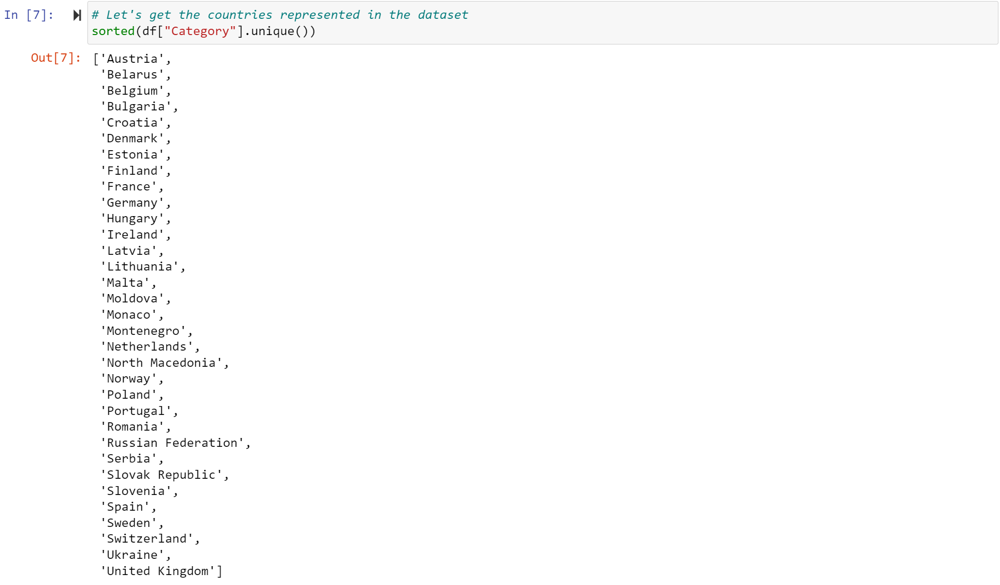 In [7]: # Let's get the countries represented in the dataset
sorted(df["Category"].unique())
Out[7]: ['Austria',
'Belarus',
'Belgium',
'Bulgaria',
'Croatia',
'Denmark',
'Estonia',
'Finland',
'France',
'Germany',
'Hungary',
'Ireland',
'Latvia',
'Lithuania',
'Malta',
'Moldova',
'Monaco',
'Montenegro',
'Netherlands',
'North Macedonia',
'Norway',
'Poland',
'Portugal',
'Romania',
'Russian Federation',
'Serbia',
'Slovak Republic',
'Slovenia',
'Spain',
'Sweden',
'Switzerland',
'Ukraine',
'United Kingdom']